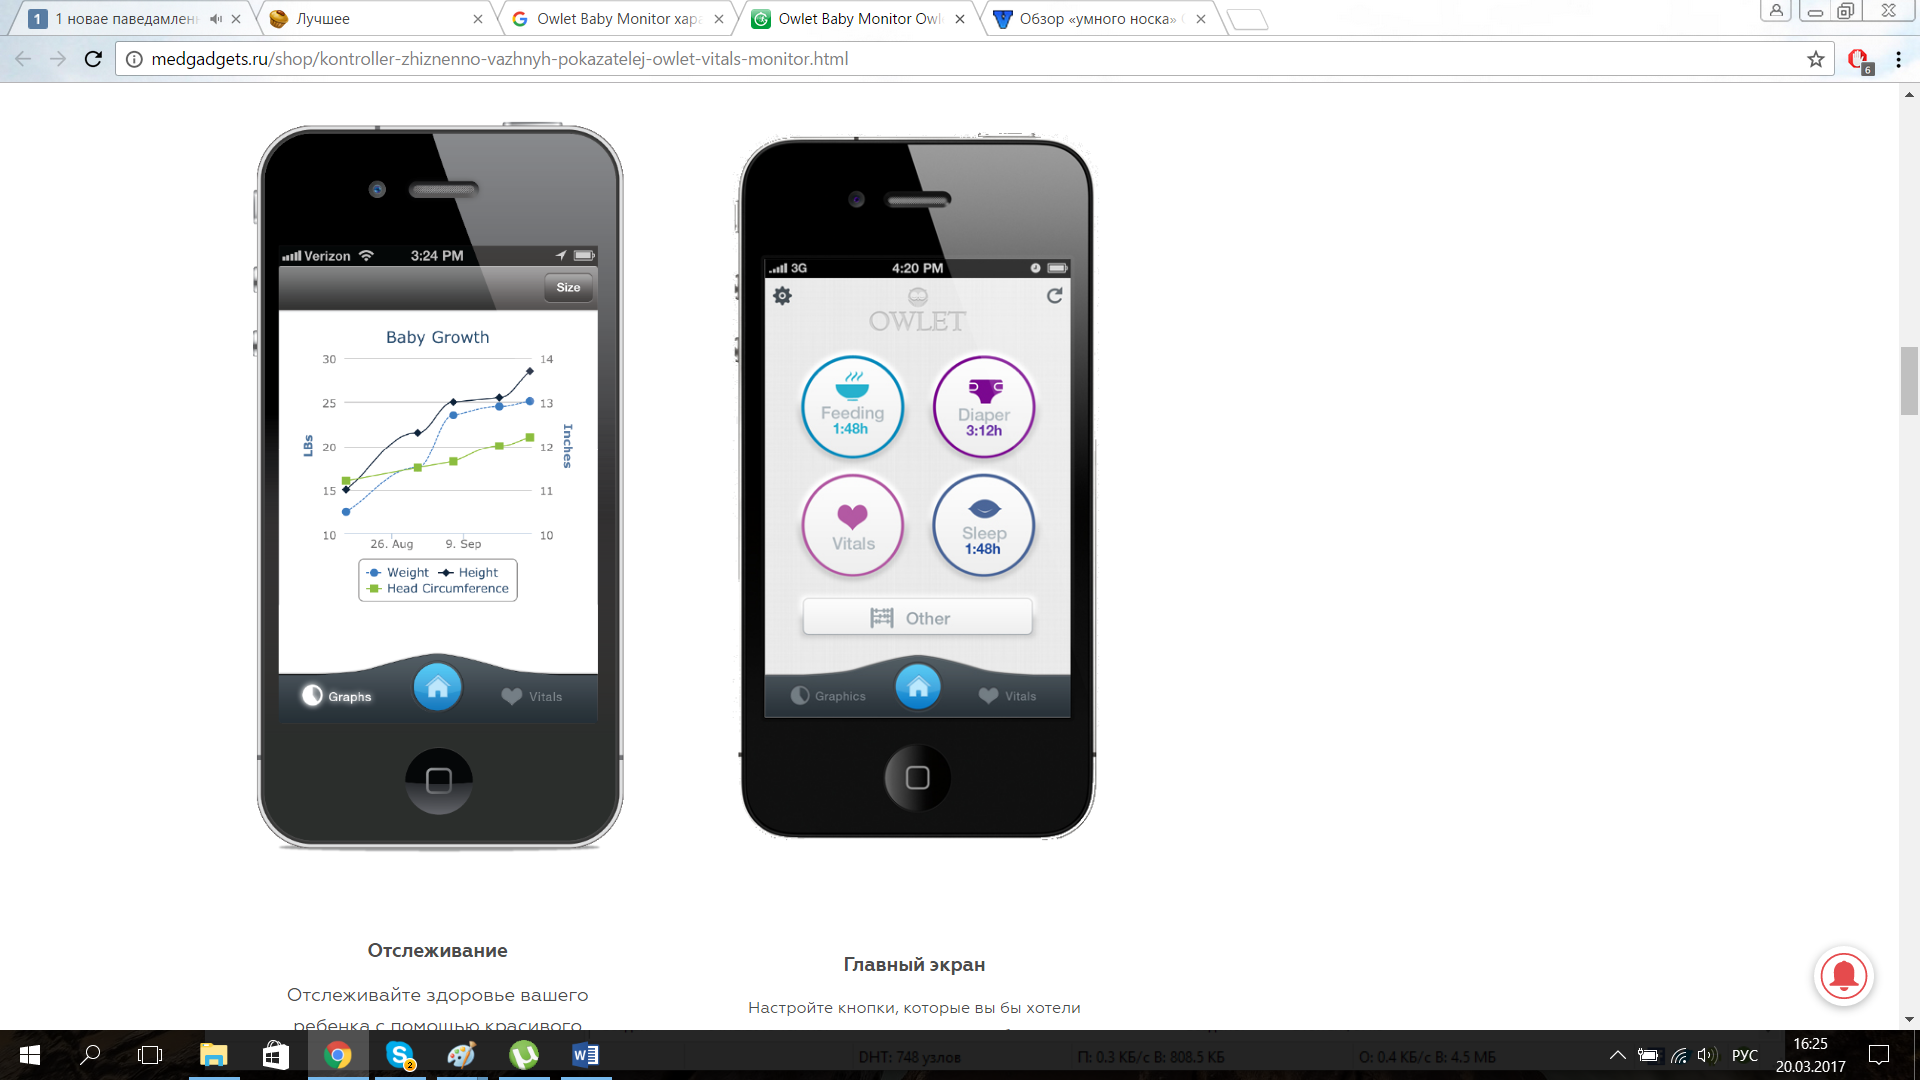 1 новае паведамлен
Лучшее
Owlet Baby Monitor хар
Owlet Baby Monitor Owl
Обзор «умного носка»
medgadgets.ru/shop/kontroller-zhiznenno-vazhnyh-pokazatelej-owlet-vitals-monitor.html
6
Verizon 3:24 PM
Size
Baby Growth
30 14
25 13
20 12
15 11
10 10
LBs
Inches
26. Aug 9. Sep
Weight Height
Head Circumference
Graphs
Vitals
3G 4:20 PM
OWLET
Feeding
1:48h
Diaper
3:12h
Vitals
Sleep
1:48h
Other
Graphics
Vitals
Отслеживание
Отслеживайте здоровье вашего
ребенка с помощью красивого
Главный экран
Настройте кнопки, которые вы бы хотели
2
DHT: 748 узлов
П: 0.3 КБ/с В: 808.5 КБ
О: 0.4 КБ/с В: 4.5 МБ
РУС
16:25
20.03.2017